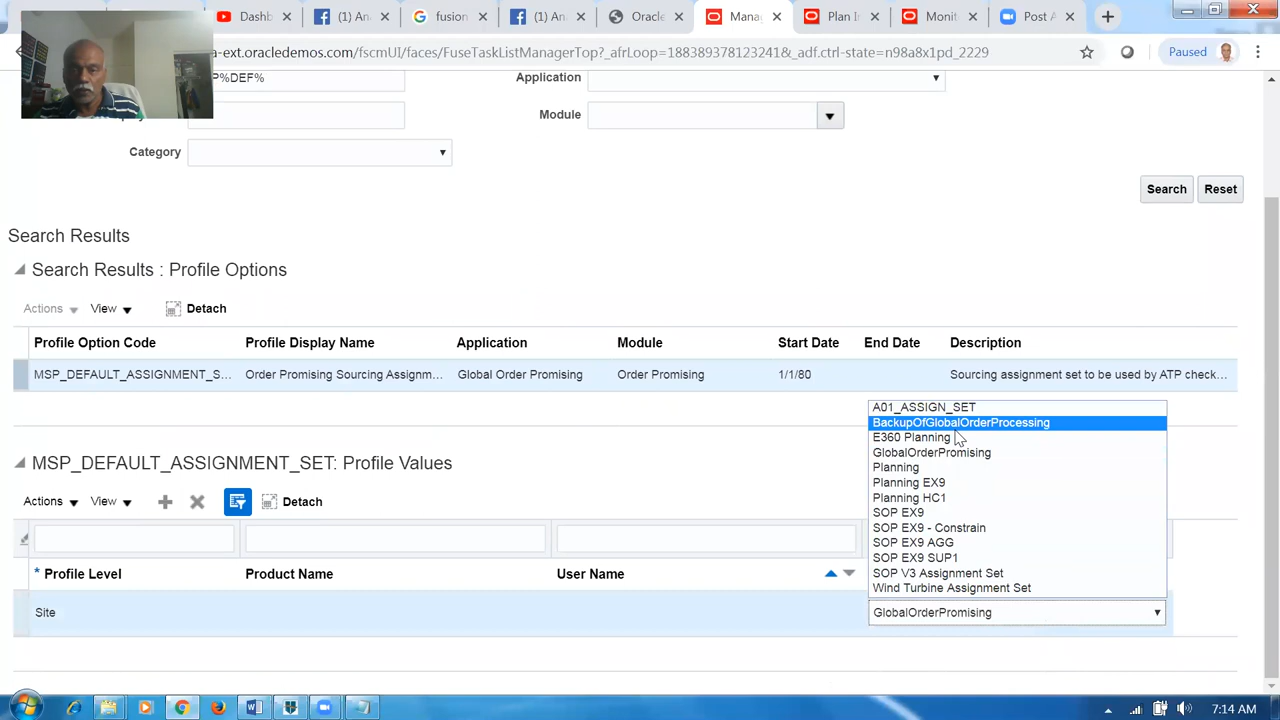 Dashb
(1) An
fusion
(1) A
Oracle
Manag
Plan In
Monit
Post A
a-ext.oracledemos.com/fscmUI/faces/FuseTaskListManagerTop?_afrLoop=188389378123241&_adf.ctrl-state=n98a8x1pd_2229
Paused
P%DEF%
Application
Module
Category
Search
Reset
Search Results
Search Results : Profile Options
Actions
View
Detach
Profile Option Code Profile Display Name Application Module Start Date End Date Description
MSP_DEFAULT_ASSIGNMENT_S... Order Promising Sourcing Assignm... Global Order Promising Order Promising 1/1/80 Sourcing assignment set to be used by ATP check...
A01_ASSIGN_SET
BackupOfGlobalOrderProcessing
E360 Planning
GlobalOrderPromising
Planning
Planning EX9
Planning HC1
SOP EX9
SOP EX9 - Constrain
SOP EX9 AGG
SOP EX9 SUP1
SOP V3 Assignment Set
Wind Turbine Assignment Set
MSP_DEFAULT_ASSIGNMENT_SET: Profile Values
Actions
View
Detach
* Profile Level Product Name User Name
Site
GlobalOrderPromising
7:14 AM